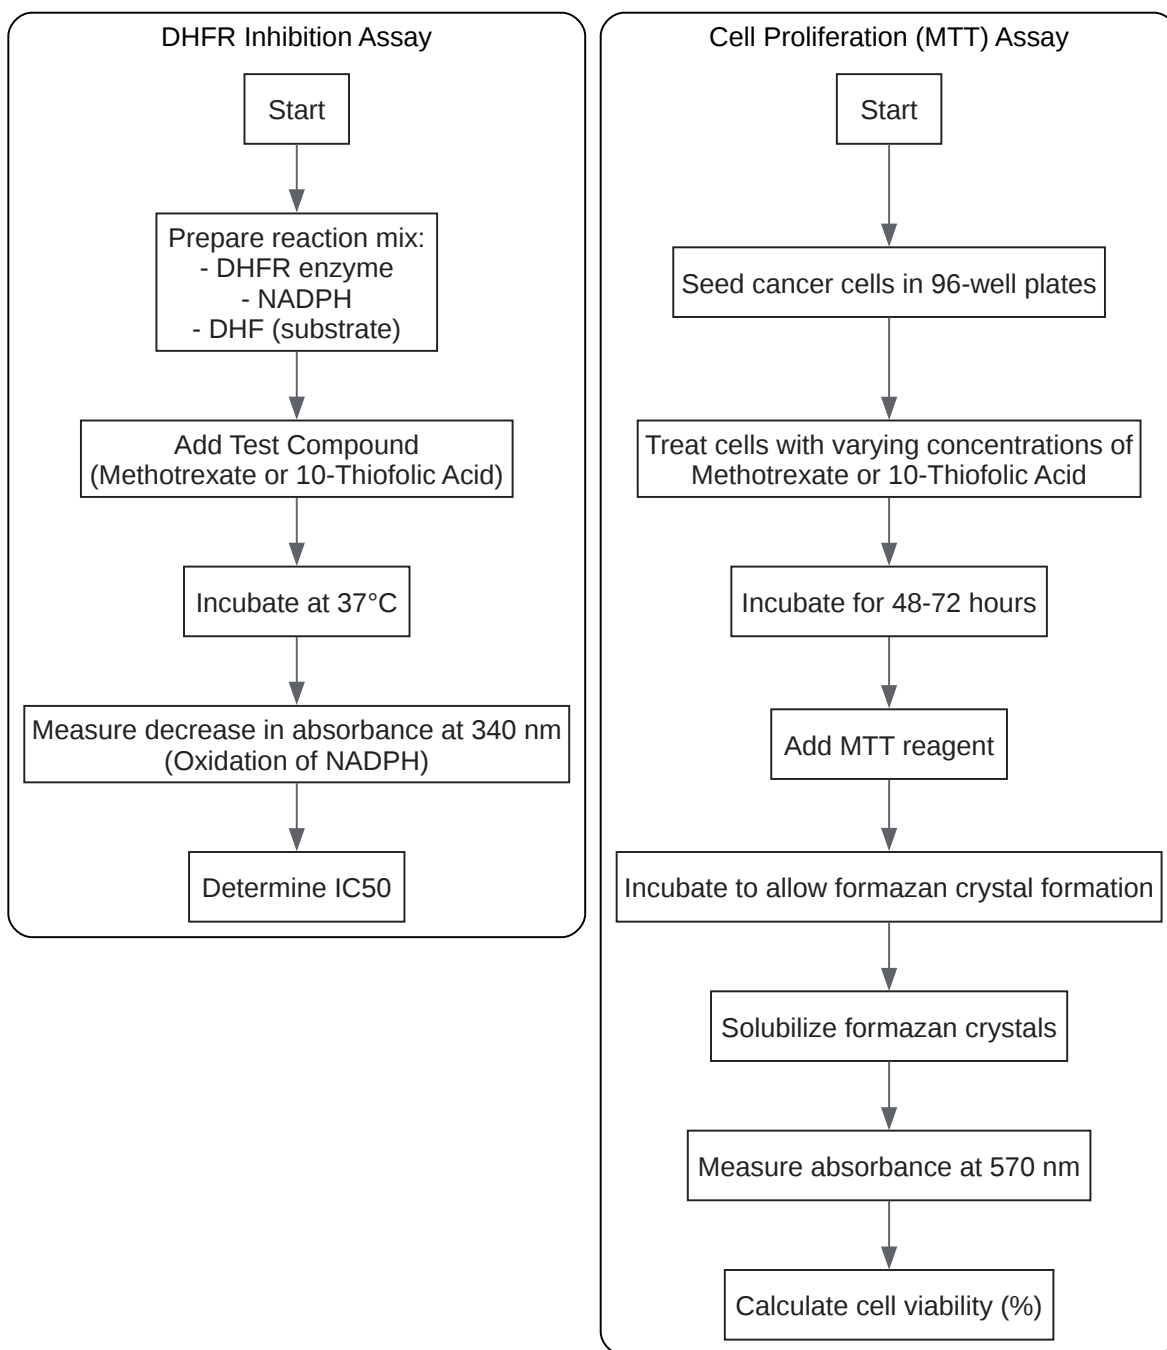 DHFR Inhibition Assay
Start
Prepare reaction mix:
- DHFR enzyme
- NADPH
- DHF (substrate)
Add Test Compound
(Methotrexate or 10-Thiofolic Acid)
Incubate at 37°C
Measure decrease in absorbance at 340 nm
(Oxidation of NADPH)
Determine IC50
Cell Proliferation (MTT) Assay
Start
Seed cancer cells in 96-well plates
Treat cells with varying concentrations of
Methotrexate or 10-Thiofolic Acid
Incubate for 48-72 hours
Add MTT reagent
Incubate to allow formazan crystal formation
Solubilize formazan crystals
Measure absorbance at 570 nm
Calculate cell viability (%)